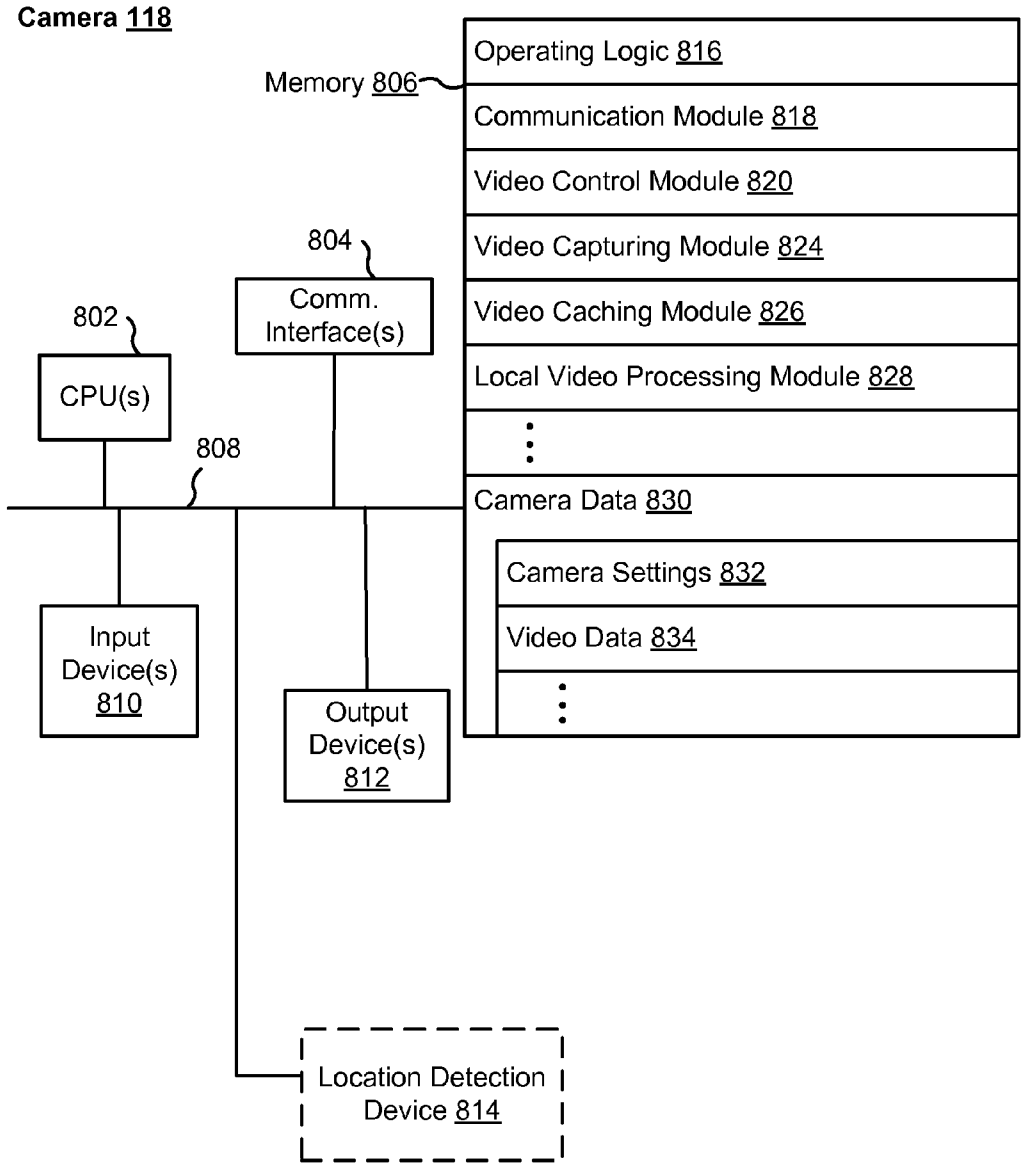 Camera 118
Memory 806
Operating Logic 816
Communication Module 818
Video Control Module 820
Video Capturing Module 824
Video Caching Module 826
Local Video Processing Module 828
Camera Data 830
Camera Settings 832
Video Data 834
804
Comm.
Interface(s)
802
CPU(s)
808
Input
Device(s)
810
Output
Device(s)
812
Location Detection
Device 814